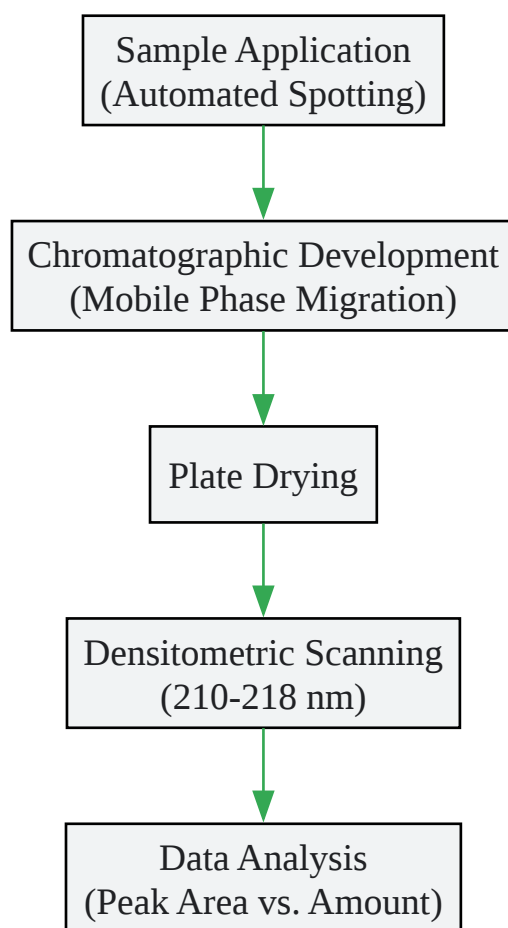 Sample Application
(Automated Spotting)
Chromatographic Development
(Mobile Phase Migration)
Plate Drying
Densitometric Scanning
(210-218 nm)
Data Analysis
(Peak Area vs. Amount)